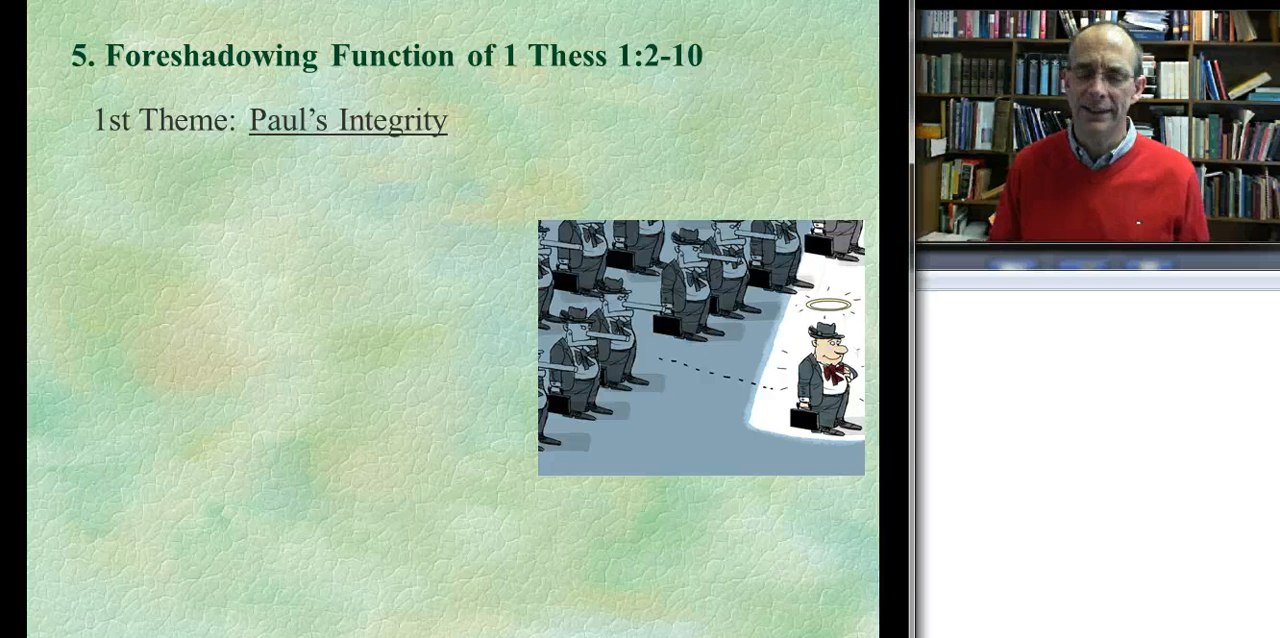 5. Foreshadowing Function of 1 Thess 1:2-10
1st Theme: Paul's Integrity